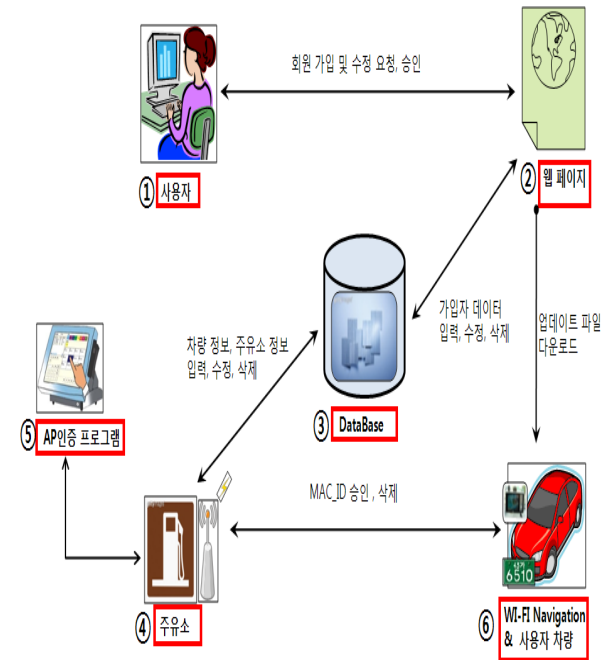 회원 가입 및 수정 요청, 승인
① 사용자
② 웹 페이지
가입자 데이터
입력, 수정, 삭제
업데이트 파일
다운로드
차량 정보, 주유소 정보
입력, 수정, 삭제
③ DataBase
⑤ AP인증 프로그램
MAC_ID 승인 , 삭제
④ 주유소
6510
⑥ WI-FI Navigation
& 사용자 차량